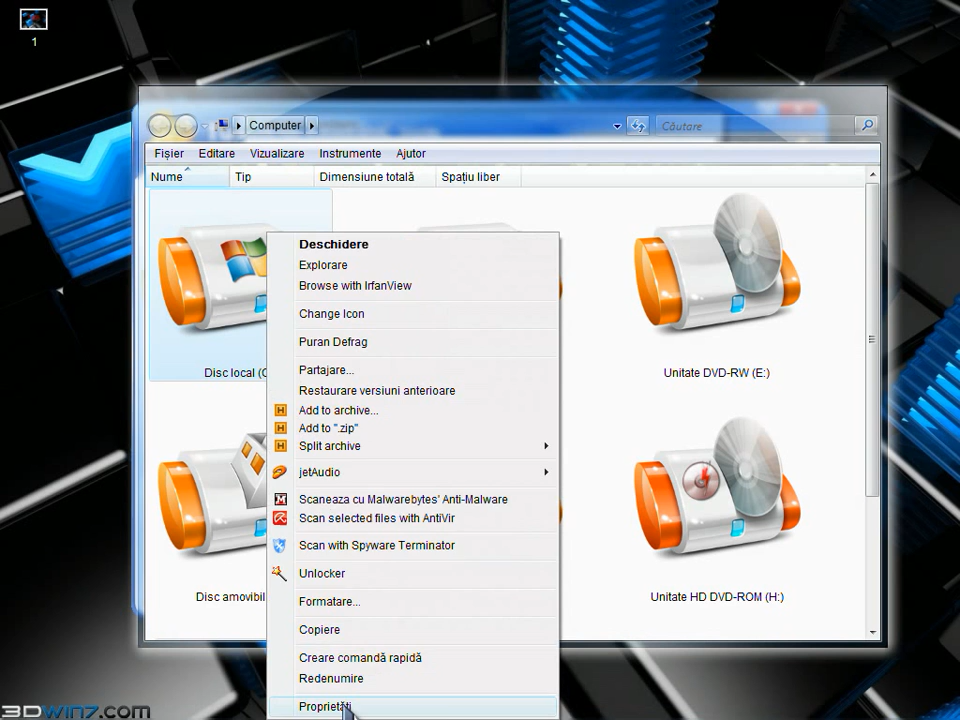 1
Computer
Căutare
Fișier Editare Vizualizare Instrumente Ajutor
Nume Tip Dimensiune totală Spațiu liber
Deschidere
Explorare
Browse with IrfanView
Change Icon
Puran Defrag
Disc local (C
Partajare...
Unitate DVD-RW (E:)
Restaurare versiuni anterioare
Add to archive...
Add to ".zip"
Split archive
jetAudio
Scaneaza cu Malwarebytes' Anti-Malware
Scan selected files with AntiVir
Scan with Spyware Terminator
Unlocker
Disc amovibil
Formatare...
Unitate HD DVD-ROM (H:)
Copiere
Creare comandă rapidă
Redenumire
Proprietăți
3DWIN7.COM